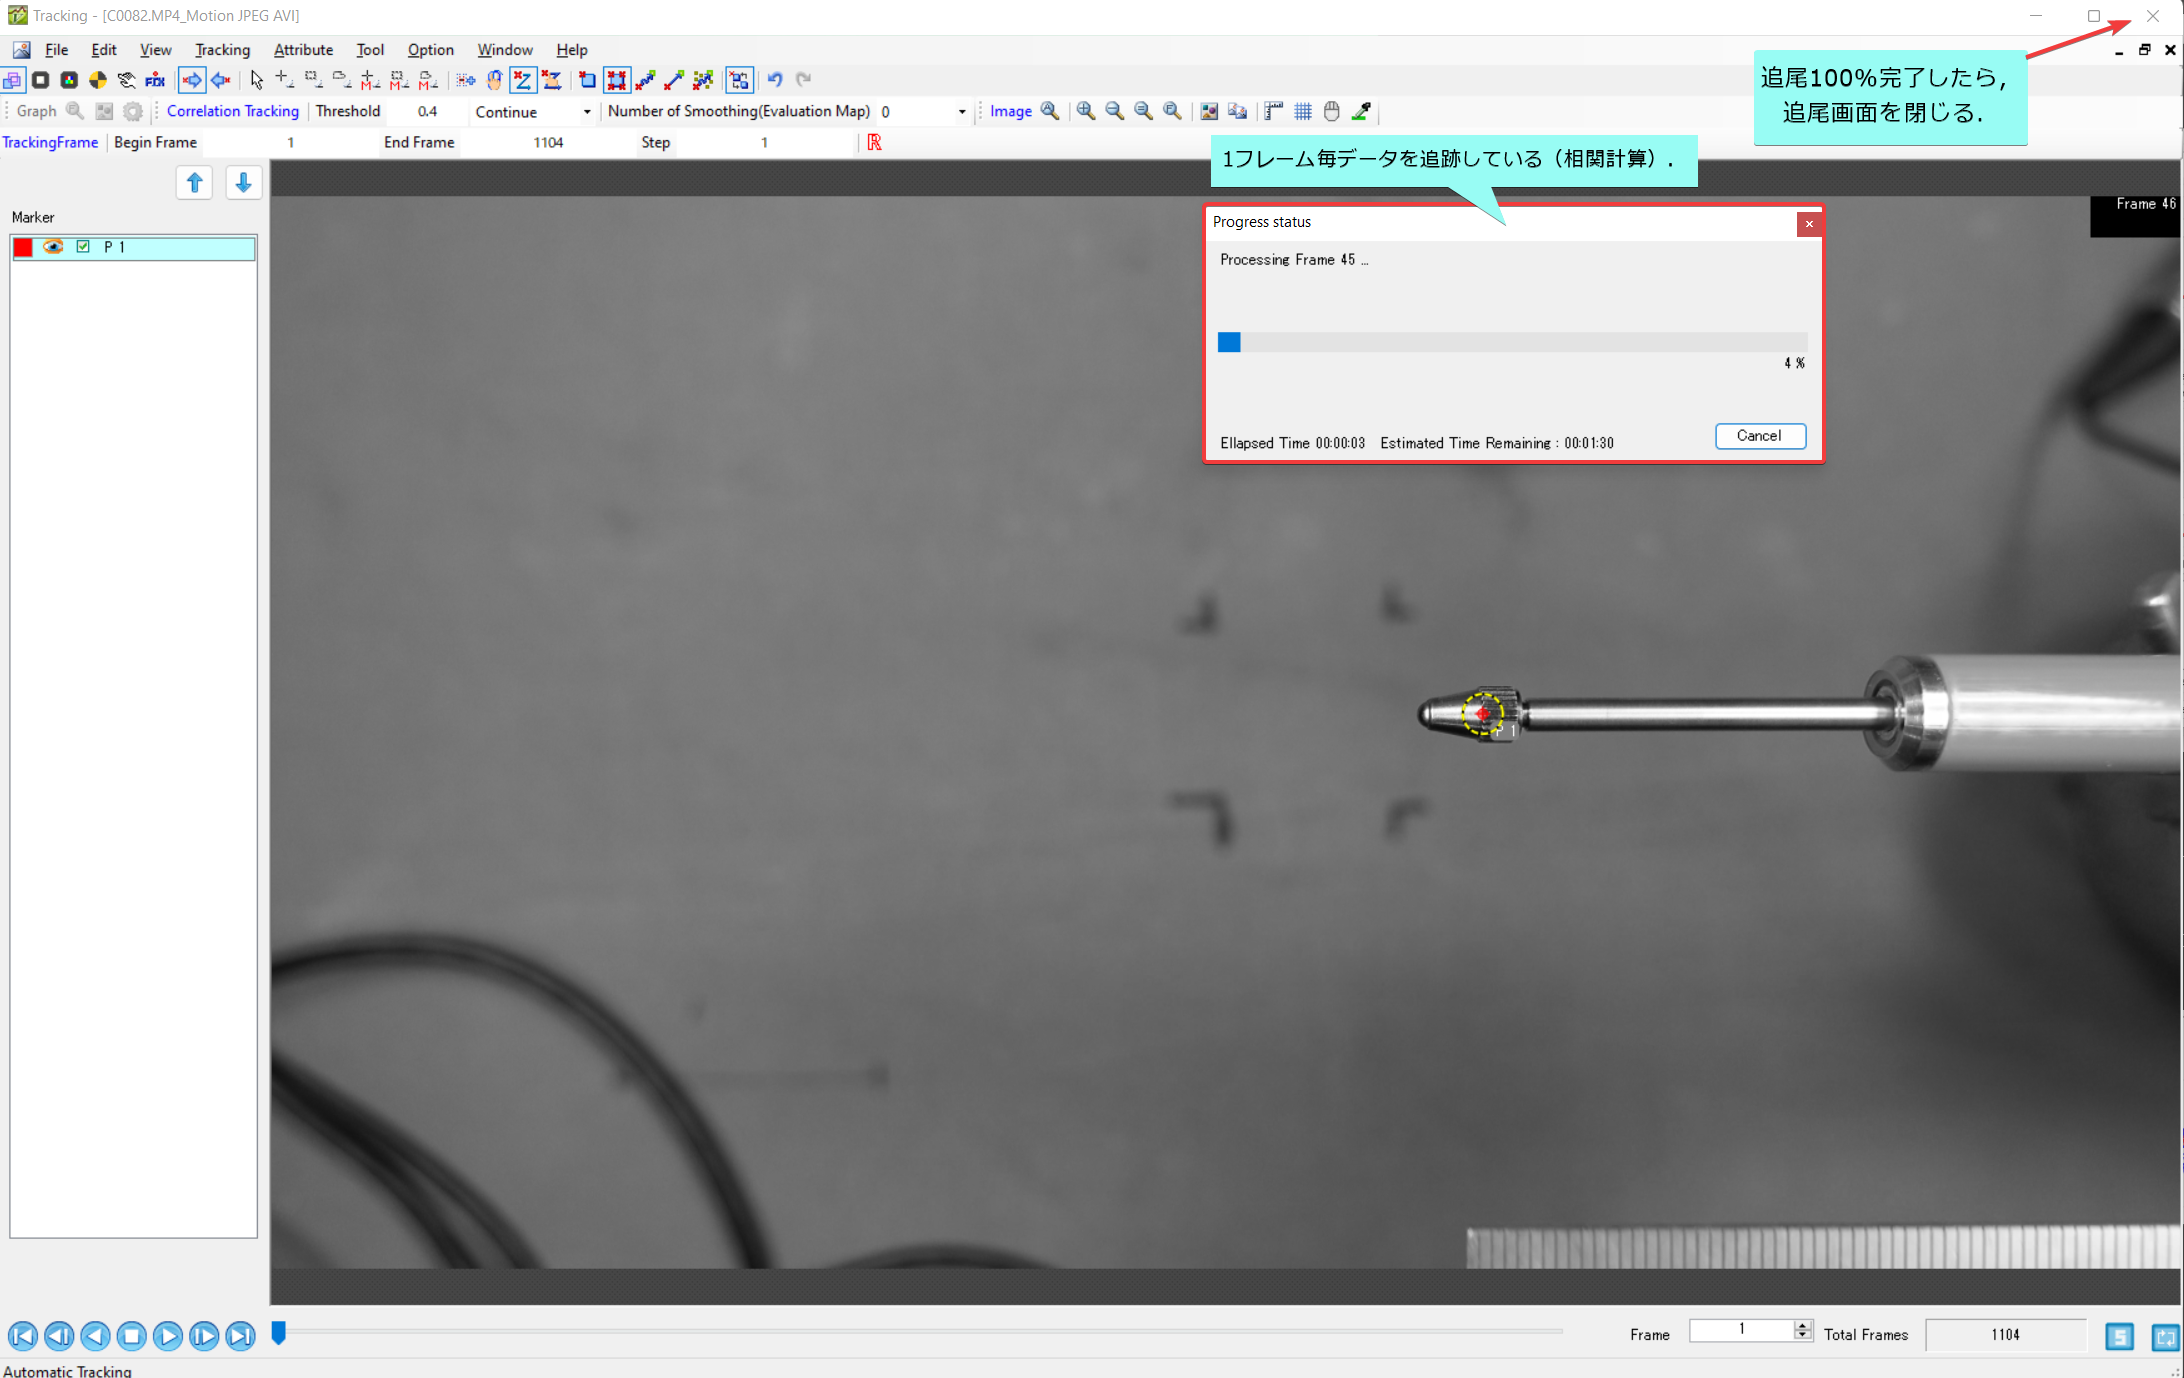 Tracking - [C0082.MP4_Motion JPEG AVI]
File Edit View Tracking Attribute Tool Option Window Help
追尾100%完了したら,
追尾画面を閉じる.
FIX
Graph Correlation Tracking Threshold 0.4 Continue Number of Smoothing(Evaluation Map) 0 Image
TrackingFrame Begin Frame 1 End Frame 1104 Step 1 R
1フレーム毎データを追跡している（相関計算）.
Marker
P 1
Frame 46
Progress status
Processing Frame 45 ...
4 %
Ellapsed Time 00:00:03 Estimated Time Remaining : 00:01:30
Cancel
P 1
Frame 1 Total Frames 1104 S
Automatic Tracking